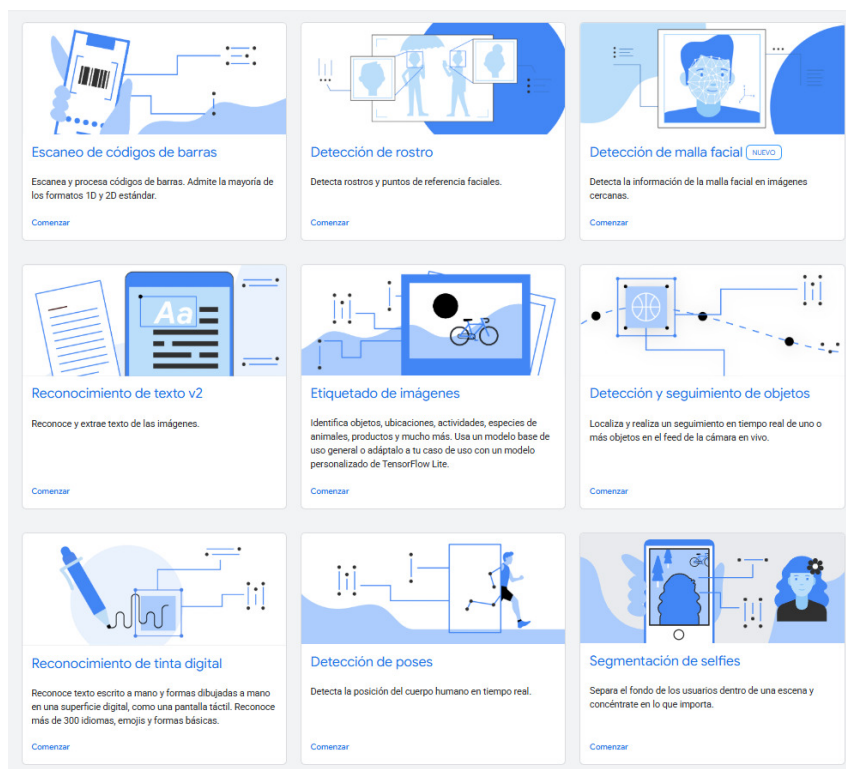 Escaneo de códigos de barras
Escanea y procesa códigos de barras. Admite la mayoría de
los formatos 1D y 2D estándar.
Comenzar
Detección de rostro
Detecta rostros y puntos de referencia faciales.
Comenzar
Detección de malla facial NUEVO
Detecta la información de la malla facial en imágenes
cercanas.
Comenzar
Aa
Reconocimiento de texto v2
Reconoce y extrae texto de las imágenes.
Comenzar
Etiquetado de imágenes
Identifica objetos, ubicaciones, actividades, especies de
animales, productos y mucho más. Usa un modelo base de
uso general o adáptalo a tu caso de uso con un modelo
personalizado de TensorFlow Lite.
Comenzar
Detección y seguimiento de objetos
Localiza y realiza un seguimiento en tiempo real de uno o
más objetos en el feed de la cámara en vivo.
Comenzar
Reconocimiento de tinta digital
Reconoce texto escrito a mano y formas dibujadas a mano
en una superficie digital, como una pantalla táctil. Reconoce
más de 300 idiomas, emojis y formas básicas.
Comenzar
Detección de poses
Detecta la posición del cuerpo humano en tiempo real.
Comenzar
Segmentación de selfies
Separa el fondo de los usuarios dentro de una escena y
concéntrate en lo que importa.
Comenzar